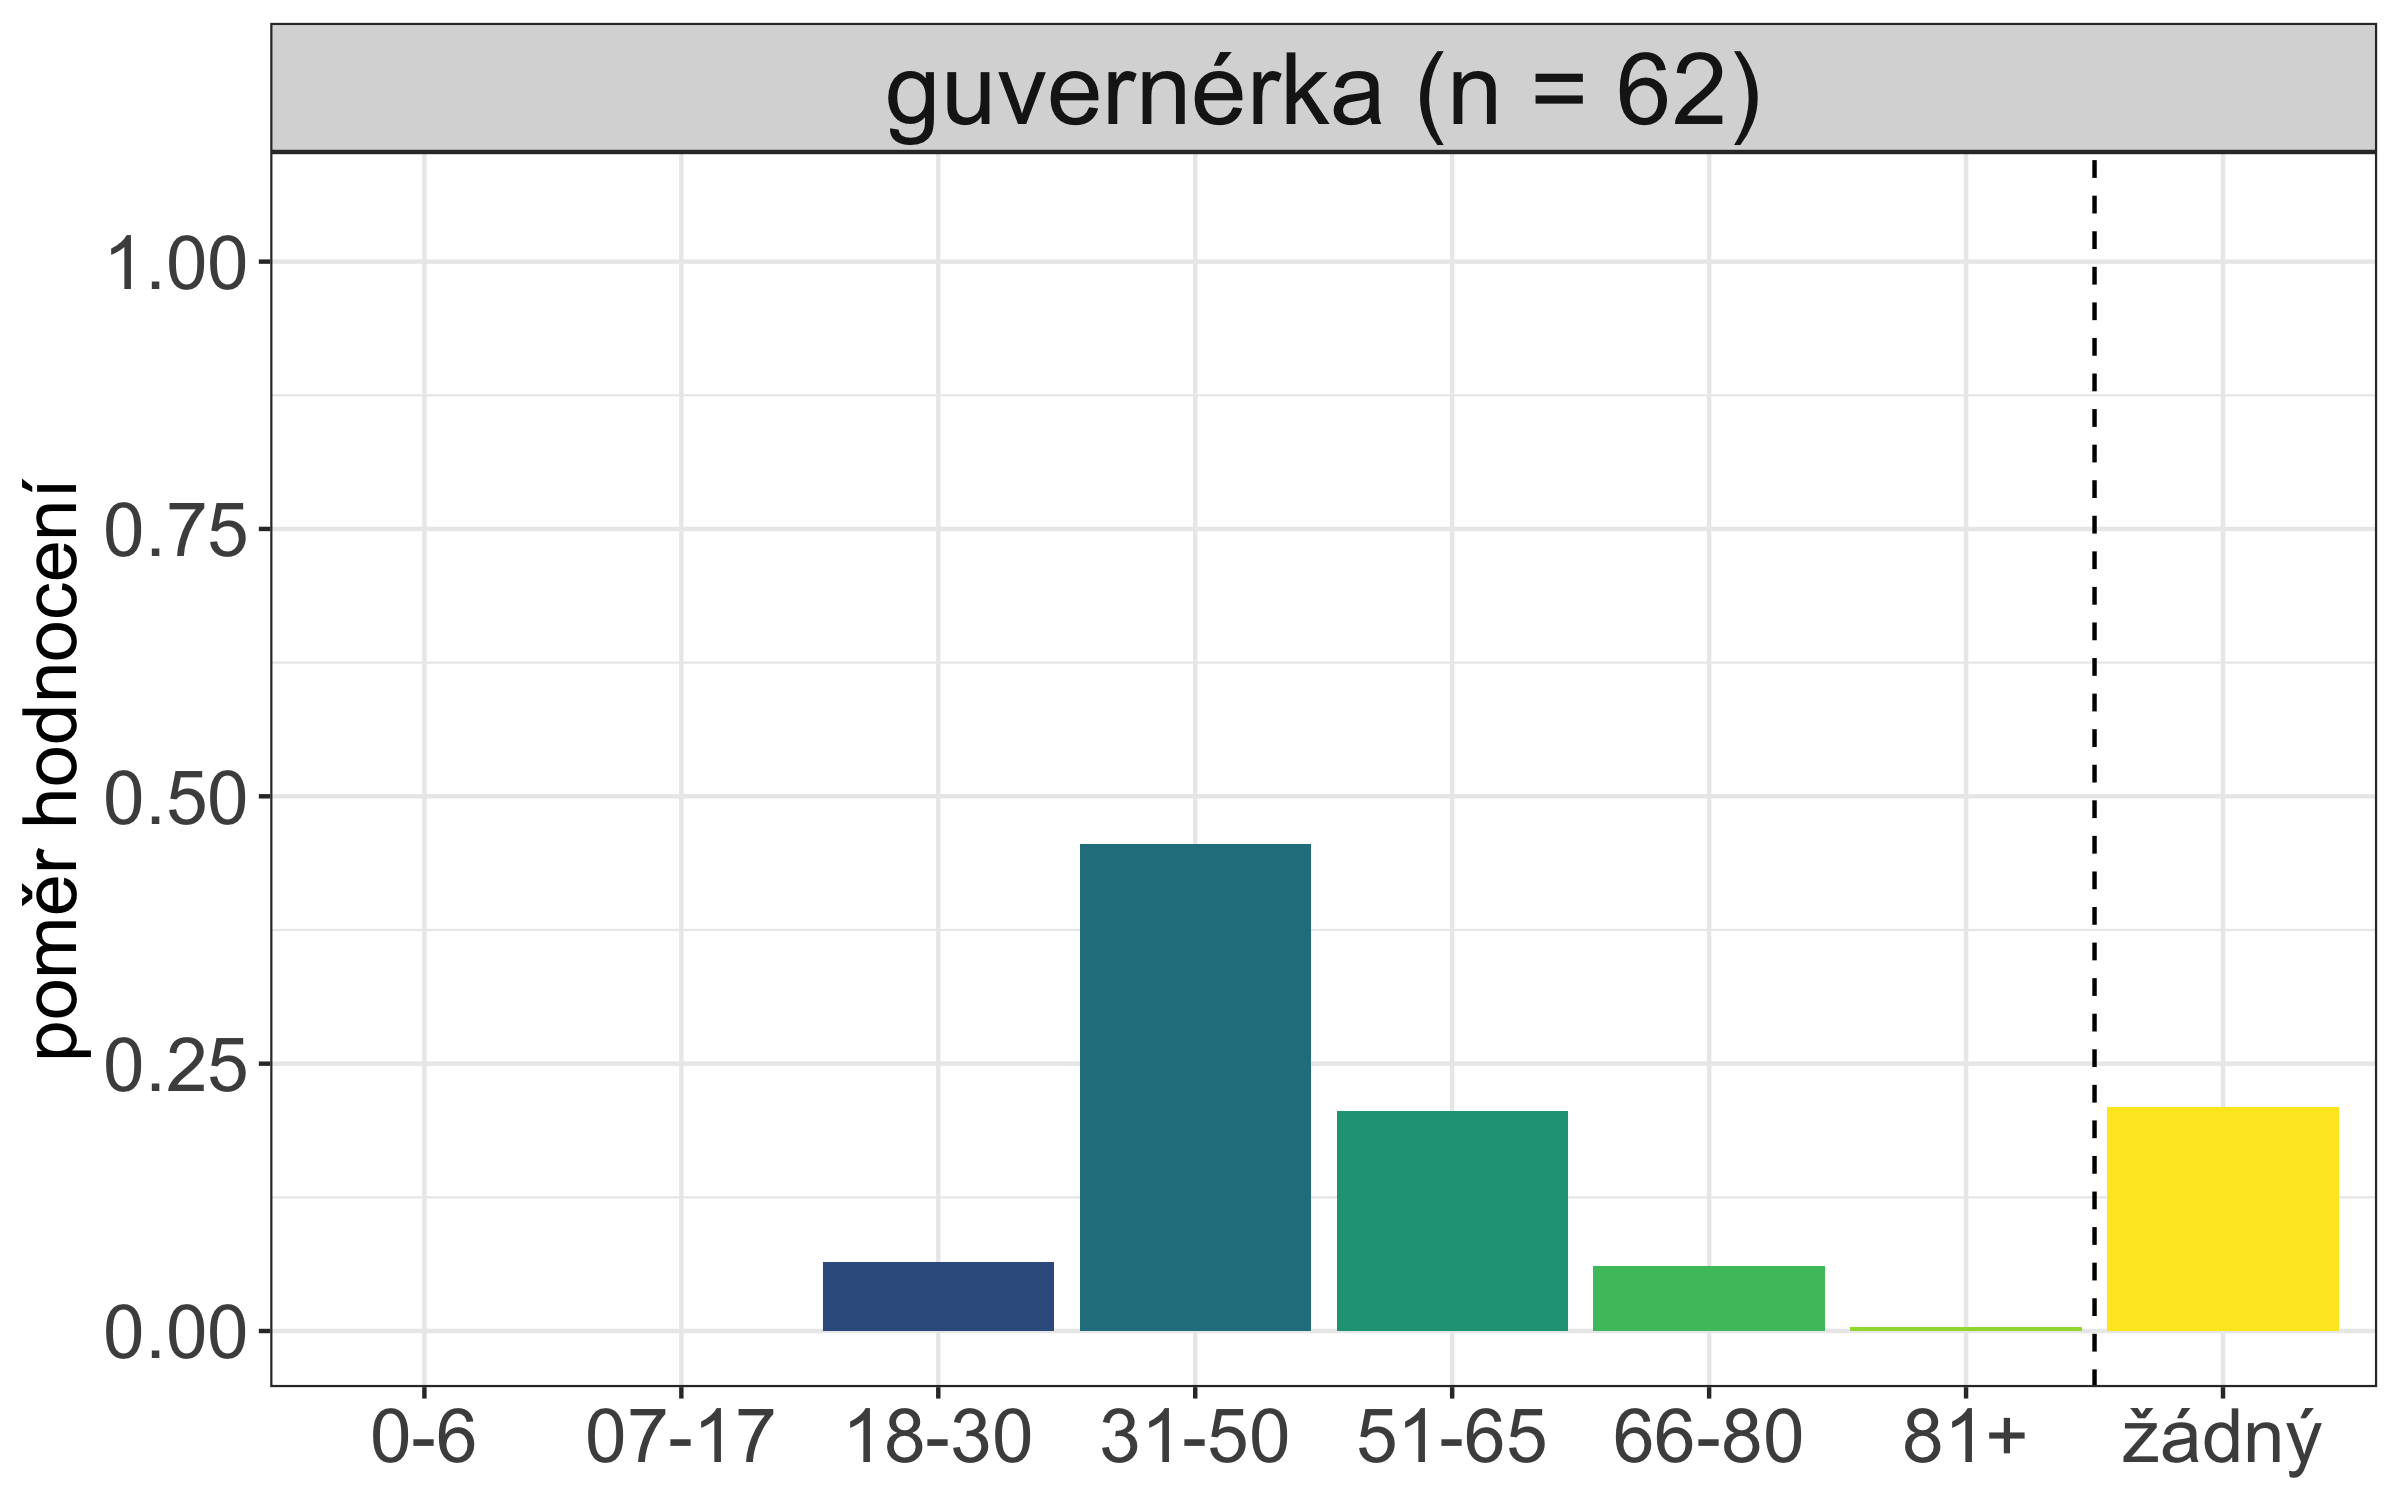 guvernérka (n = 62)
poměr hodnocení
1.00
0.75
0.50
0.25
0.00
0-6 07-17 18-30 31-50 51-65 66-80 81+ žádný